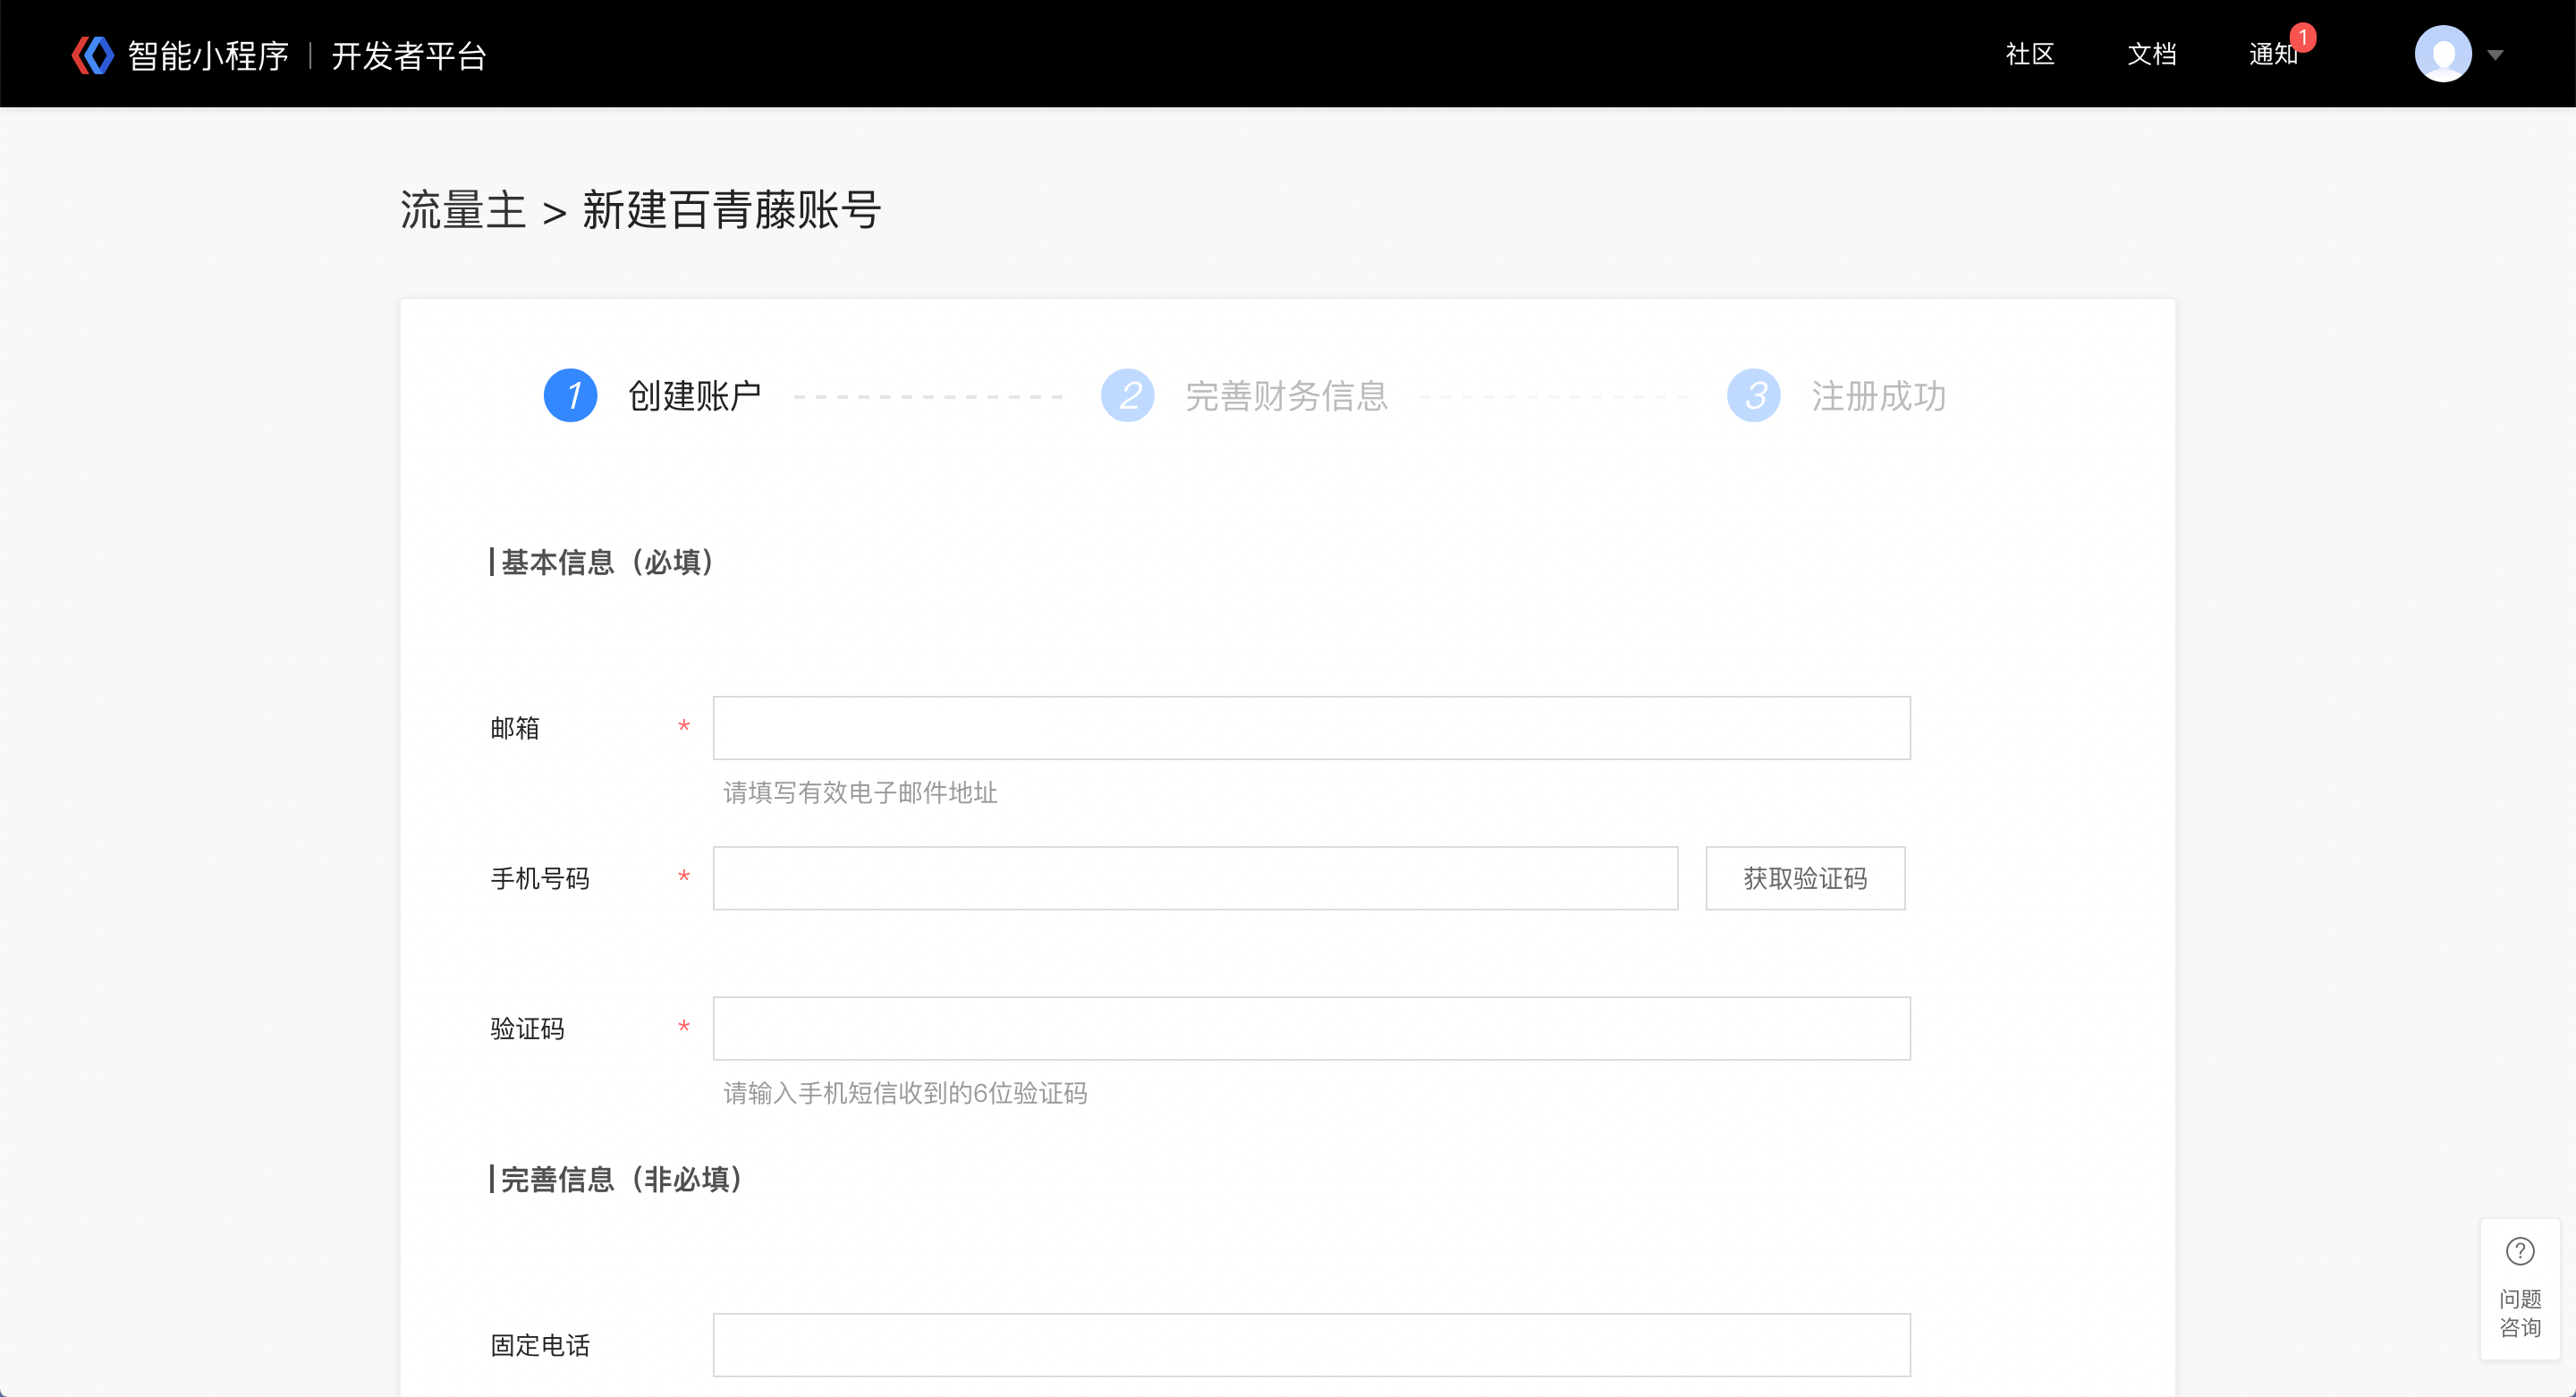 智能小程序 | 开发者平台
社区
文档
通知
1
流量主 > 新建百青藤账号
1 创建账户
2 完善财务信息
3 注册成功
基本信息（必填）
邮箱 *
请填写有效电子邮件地址
手机号码 *
获取验证码
验证码 *
请输入手机短信收到的6位验证码
完善信息（非必填）
固定电话
?
问题
咨询